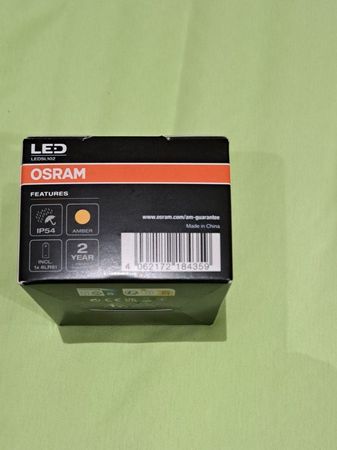 LED
LEDSL102
OSRAM
FEATURES
IP54
AMBER
INCL.
1x 6LR61
2
YEAR
www.osram.com/am-guarantee
Made in China
4 062172 184359